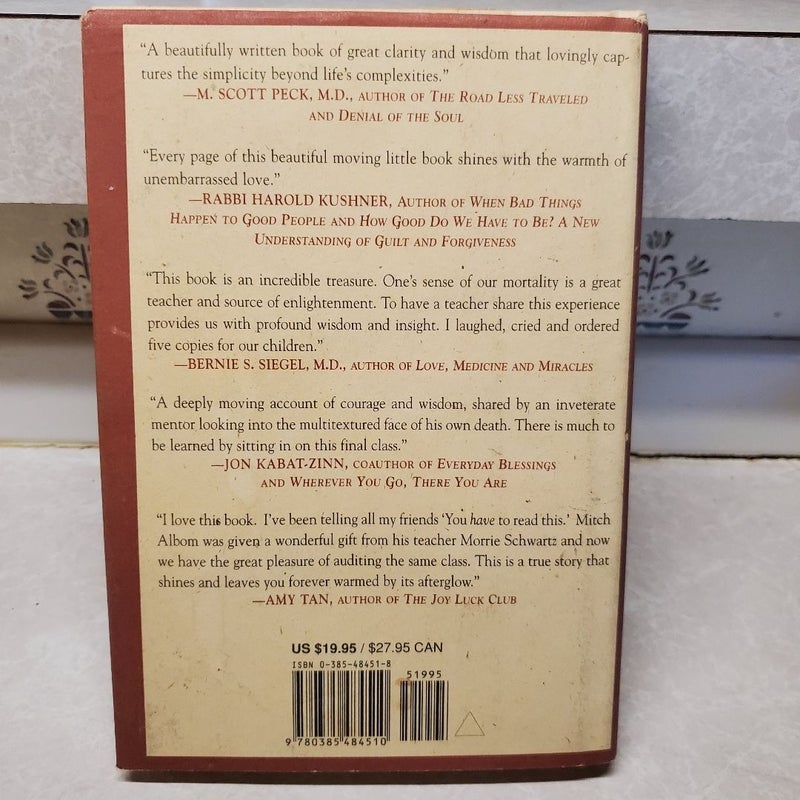 “A beautifully written book of great clarity and wisdom that lovingly cap-
tures the simplicity beyond life’s complexities.”
—M. SCOTT PECK, M.D., AUTHOR OF THE ROAD LESS TRAVELED
AND DENIAL OF THE SOUL
“Every page of this beautiful moving little book shines with the warmth of
unembarrassed love.”
—RABBI HAROLD KUSHNER, AUTHOR OF WHEN BAD THINGS
HAPPEN TO GOOD PEOPLE AND HOW GOOD DO WE HAVE TO BE? A NEW
UNDERSTANDING OF GUILT AND FORGIVENESS
“This book is an incredible treasure. One’s sense of our mortality is a great
teacher and source of enlightenment. To have a teacher share this experience
provides us with profound wisdom and insight. I laughed, cried and ordered
five copies for our children.”
—BERNIE S. SIEGEL, M.D., AUTHOR OF LOVE, MEDICINE AND MIRACLES
“A deeply moving account of courage and wisdom, shared by an inveterate
mentor looking into the multitextured face of his own death. There is much to
be learned by sitting in on this final class.”
—JON KABAT-ZINN, COAUTHOR OF EVERYDAY BLESSINGS
AND WHEREVER YOU GO, THERE YOU ARE
“I love this book. I’ve been telling all my friends ‘You have to read this.’ Mitch
Albom was given a wonderful gift from his teacher Morrie Schwartz and now
we have the great pleasure of auditing the same class. This is a true story that
shines and leaves you forever warmed by its afterglow.”
—AMY TAN, AUTHOR OF THE JOY LUCK CLUB
US $19.95 / $27.95 CAN
ISBN 0-385-48451-8
51995
9 780385 484510